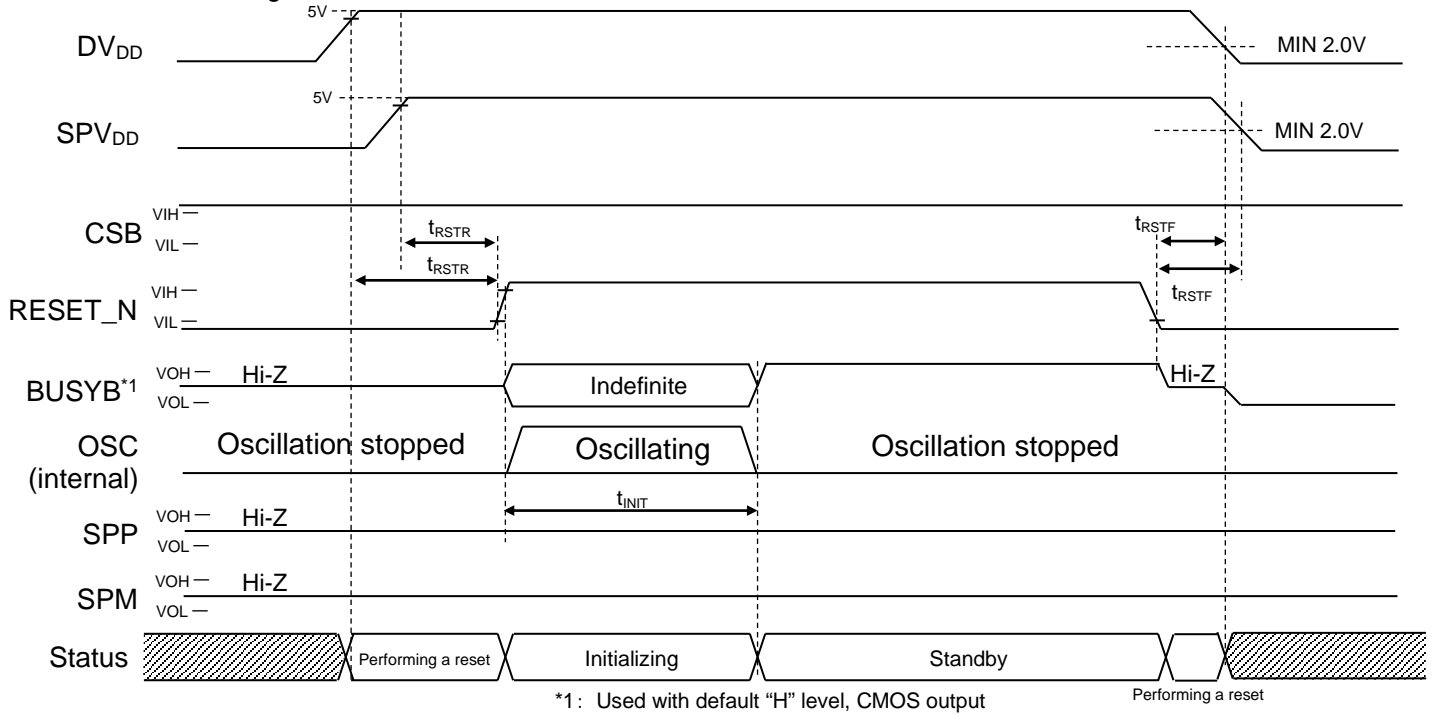 5V
DVDD
MIN 2.0V
5V
SPVDD
MIN 2.0V
CSB
VIH
VIL
tRSTR
tRSTR
tRSTF
tRSTF
RESET_N
VIH
VIL
BUSYB*1
VOH
VOL
Hi-Z
Indefinite
Hi-Z
OSC
(internal)
Oscillation stopped
Oscillating
Oscillation stopped
tINIT
SPP
VOH
VOL
Hi-Z
SPM
VOH
VOL
Hi-Z
Status
Performing a reset
Initializing
Standby
Performing a reset
*1: Used with default “H” level, CMOS output